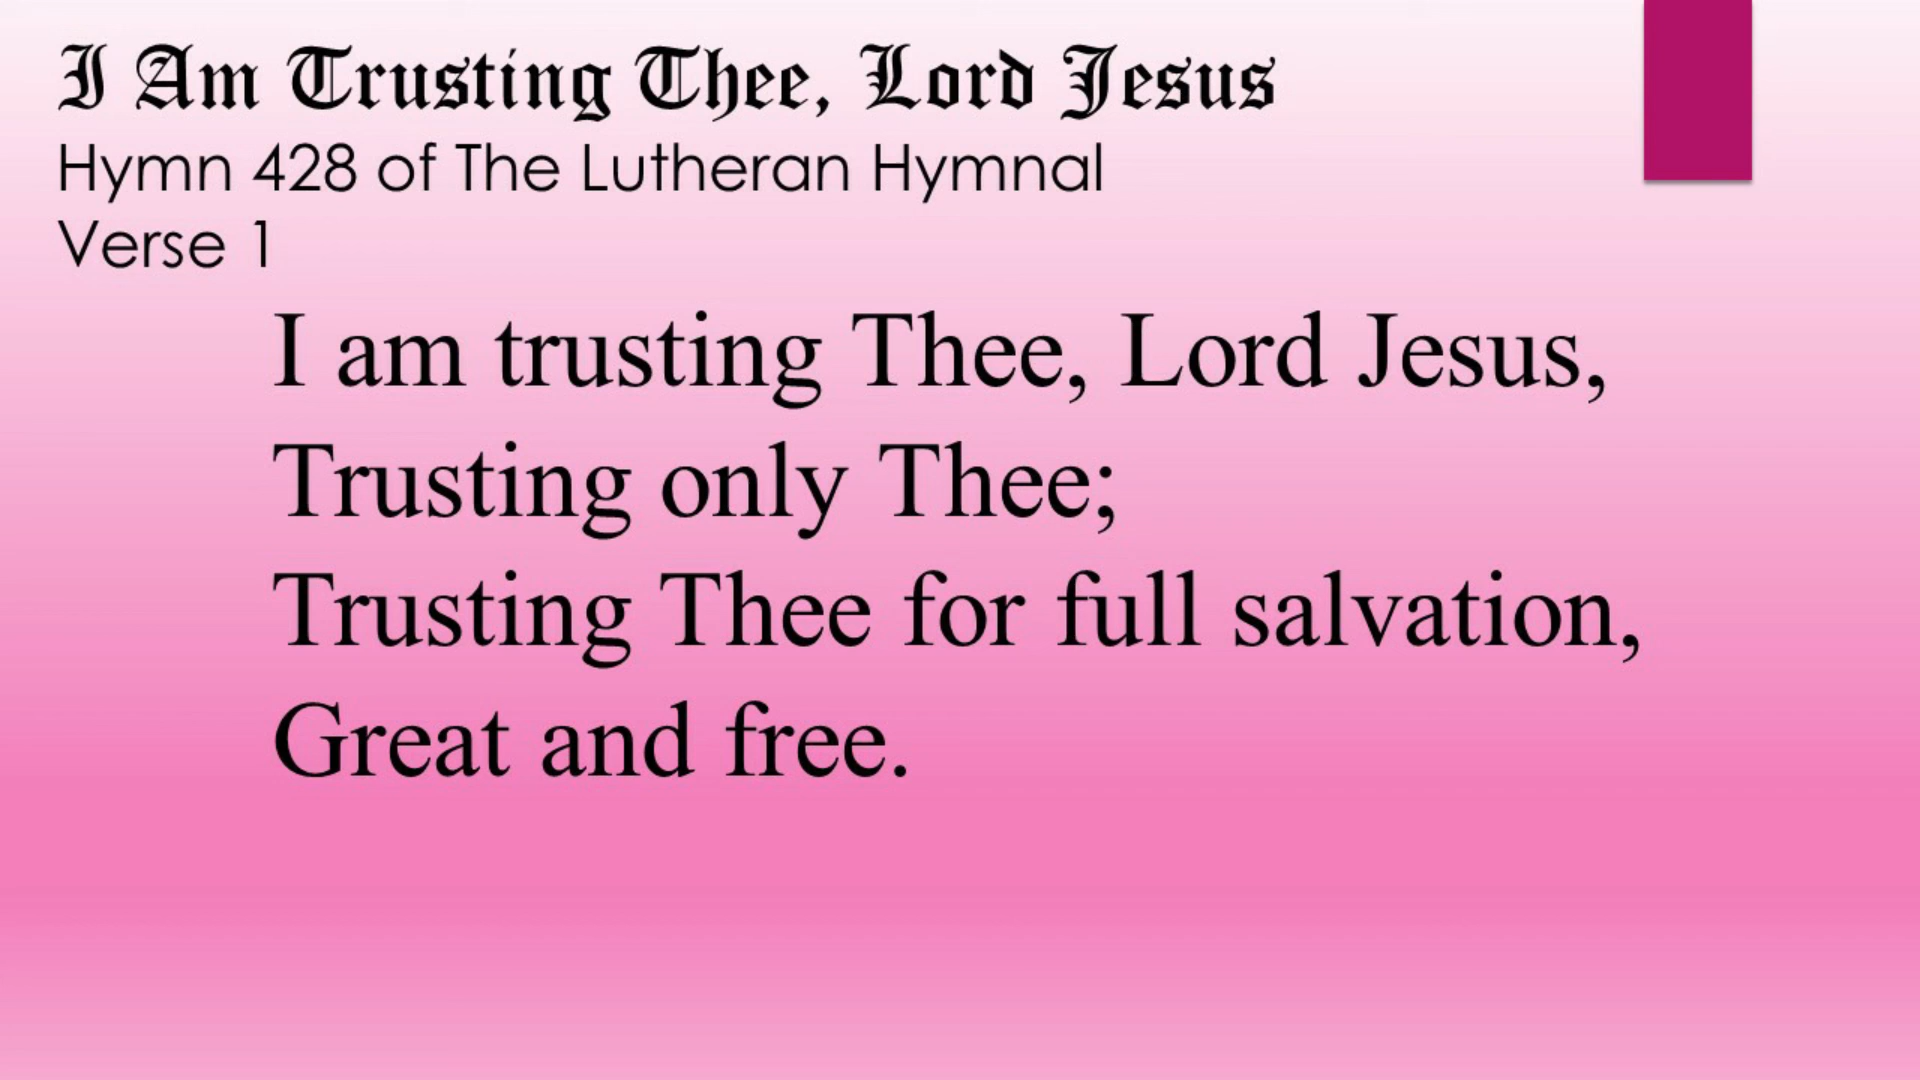 I Am Trusting Thee, Lord Jesus
Hymn 428 of The Lutheran Hymnal
Verse 1
I am trusting Thee, Lord Jesus,
Trusting only Thee;
Trusting Thee for full salvation,
Great and free.